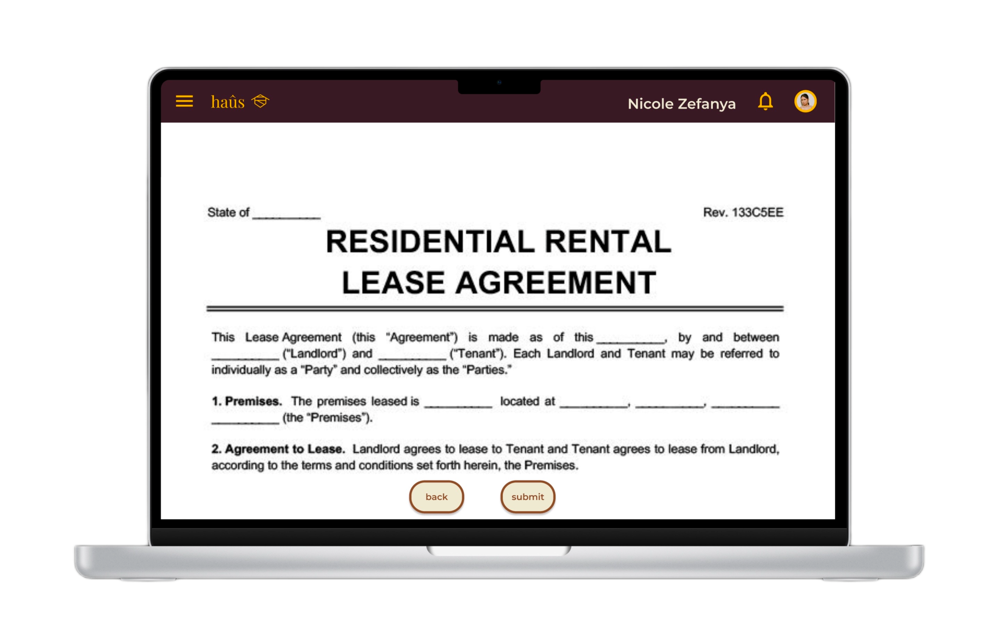 haûs
Nicole Zefanya
State of __________
Rev. 133C5EE
RESIDENTIAL RENTAL
LEASE AGREEMENT
This Lease Agreement (this “Agreement”) is made as of this __________, by and between
__________ (“Landlord”) and __________ (“Tenant”). Each Landlord and Tenant may be referred to
individually as a “Party” and collectively as the “Parties.”
1. Premises. The premises leased is __________ located at __________, __________, __________
__________ (the “Premises”).
2. Agreement to Lease. Landlord agrees to lease to Tenant and Tenant agrees to lease from Landlord,
according to the terms and conditions set forth herein, the Premises.
back
submit